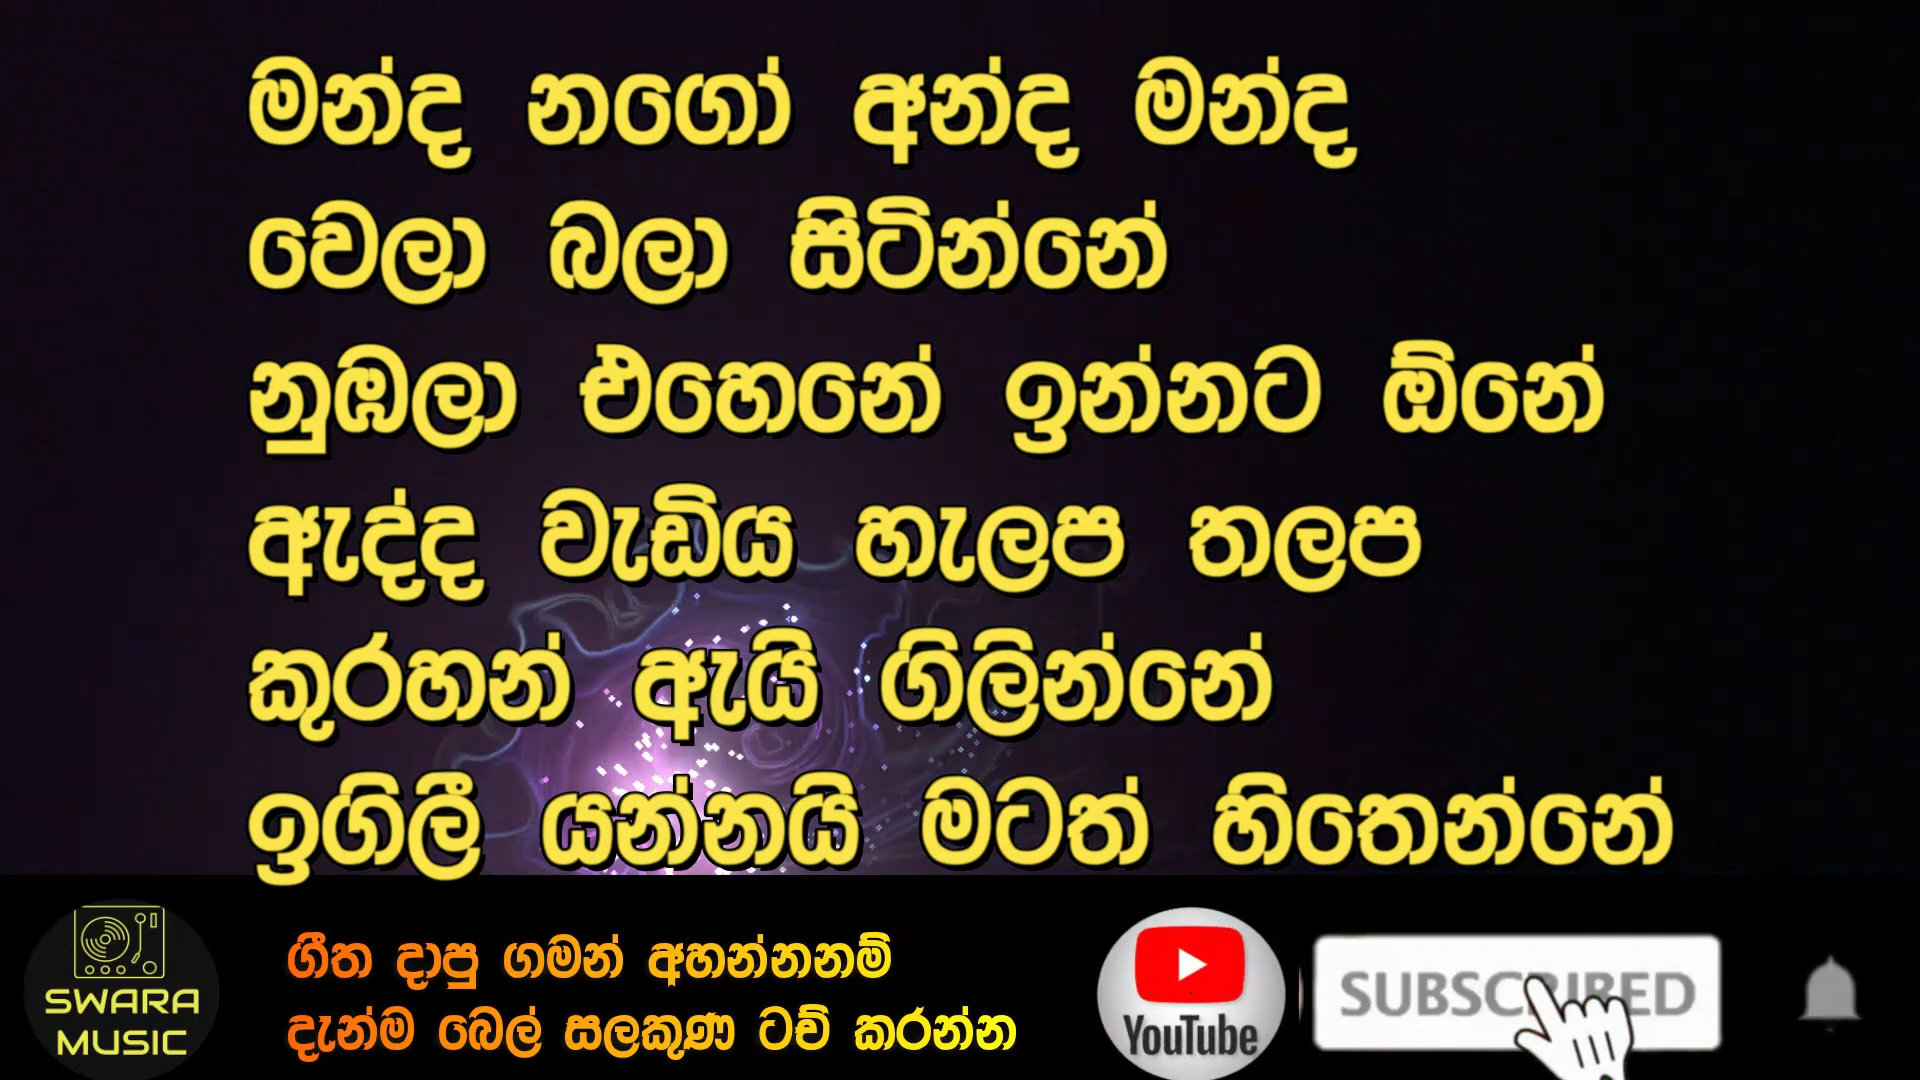 මන්ද නගෝ අන්ද මන්ද
වෙලා බලා සිටින්නේ
නුඹලා එහෙනේ ඉන්නට ඕනේ
ඇද්ද වැඩිය හැලප තලප
කුරහන් ඇයි ගිලින්නේ
ඉගිලී යන්නයි මටත් හිතෙන්නේ
SWARA
MUSIC
ගීත දාපු ගමන් අහන්නනම්
දැන්ම බෙල් සලකුණ ටච් කරන්න
YouTube
SUBSCRIBED